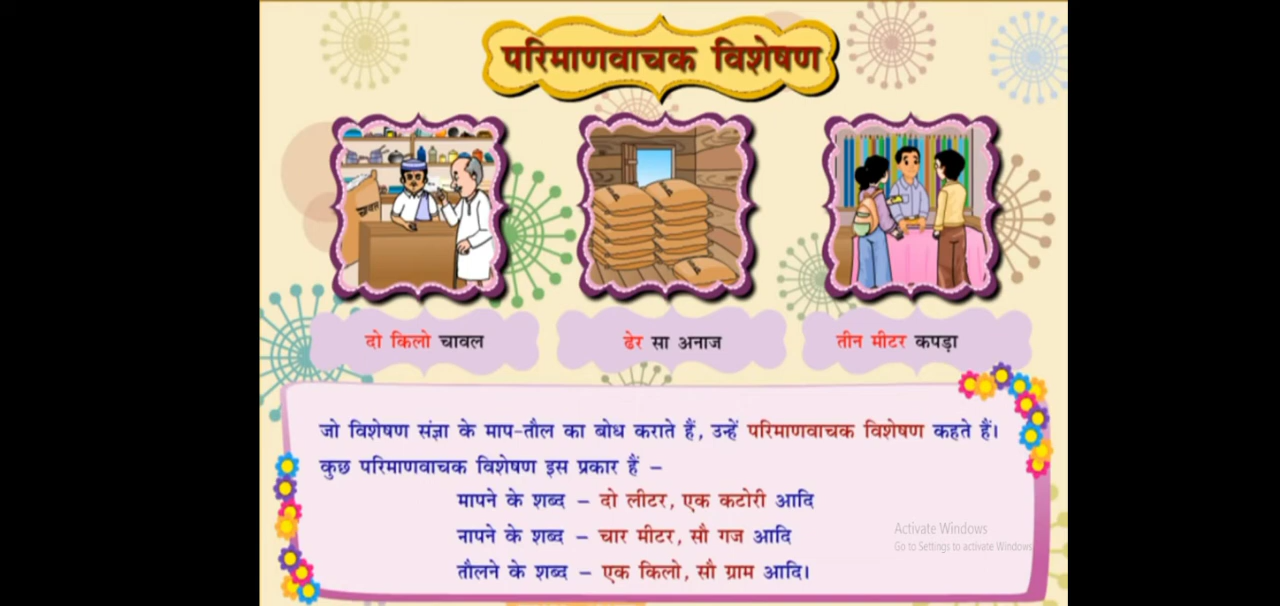 परिमाणवाचक विशेषण
दो किलो चावल
ढेर सा अनाज
तीन मीटर कपड़ा
जो विशेषण संज्ञा के माप-तौल का बोध कराते हैं, उन्हें परिमाणवाचक विशेषण कहते हैं।
कुछ परिमाणवाचक विशेषण इस प्रकार हैं –
मापने के शब्द – दो लीटर, एक कटोरी आदि
नापने के शब्द – चार मीटर, सौ गज आदि
तौलने के शब्द – एक किलो, सौ ग्राम आदि।
Activate Windows
Go to Settings to activate Windows